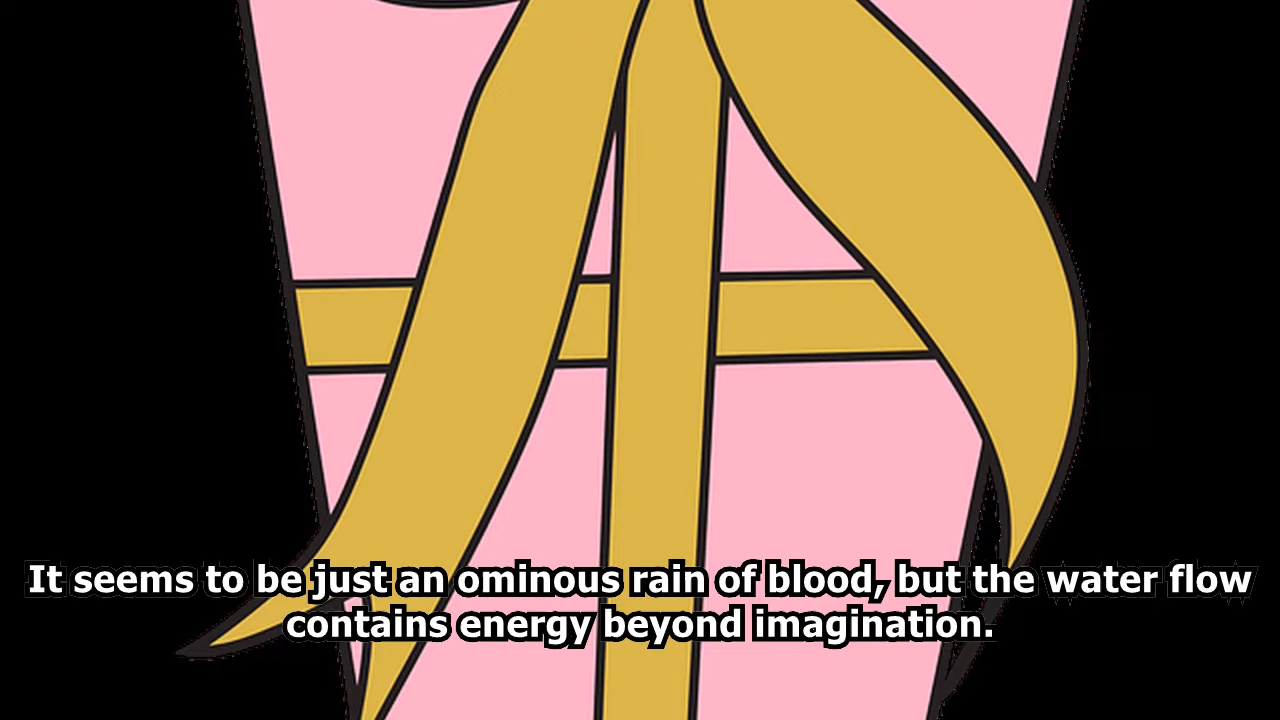 It seems to be just an ominous rain of blood, but the water flow
contains energy beyond imagination.